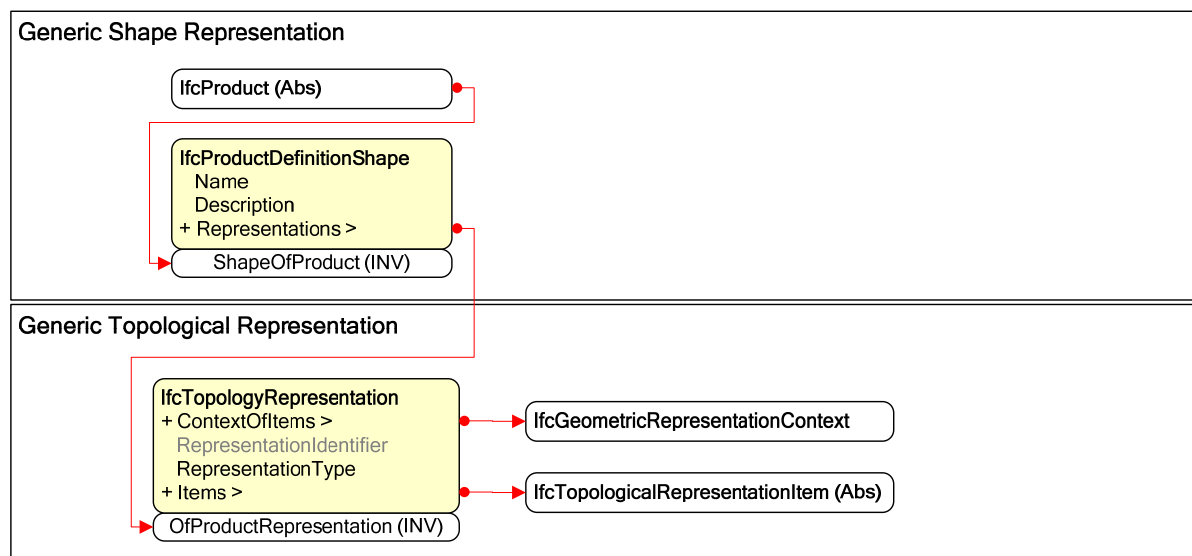 Generic Shape Representation
IfcProduct (Abs)
IfcProductDefinitionShape
Name
Description
+ Representations >
ShapeOfProduct (INV)
Generic Topological Representation
IfcTopologyRepresentation
+ ContextOfItems >
IfcGeometricRepresentationContext
RepresentationIdentifier
RepresentationType
+ Items >
IfcTopologicalRepresentationItem (Abs)
OfProductRepresentation (INV)